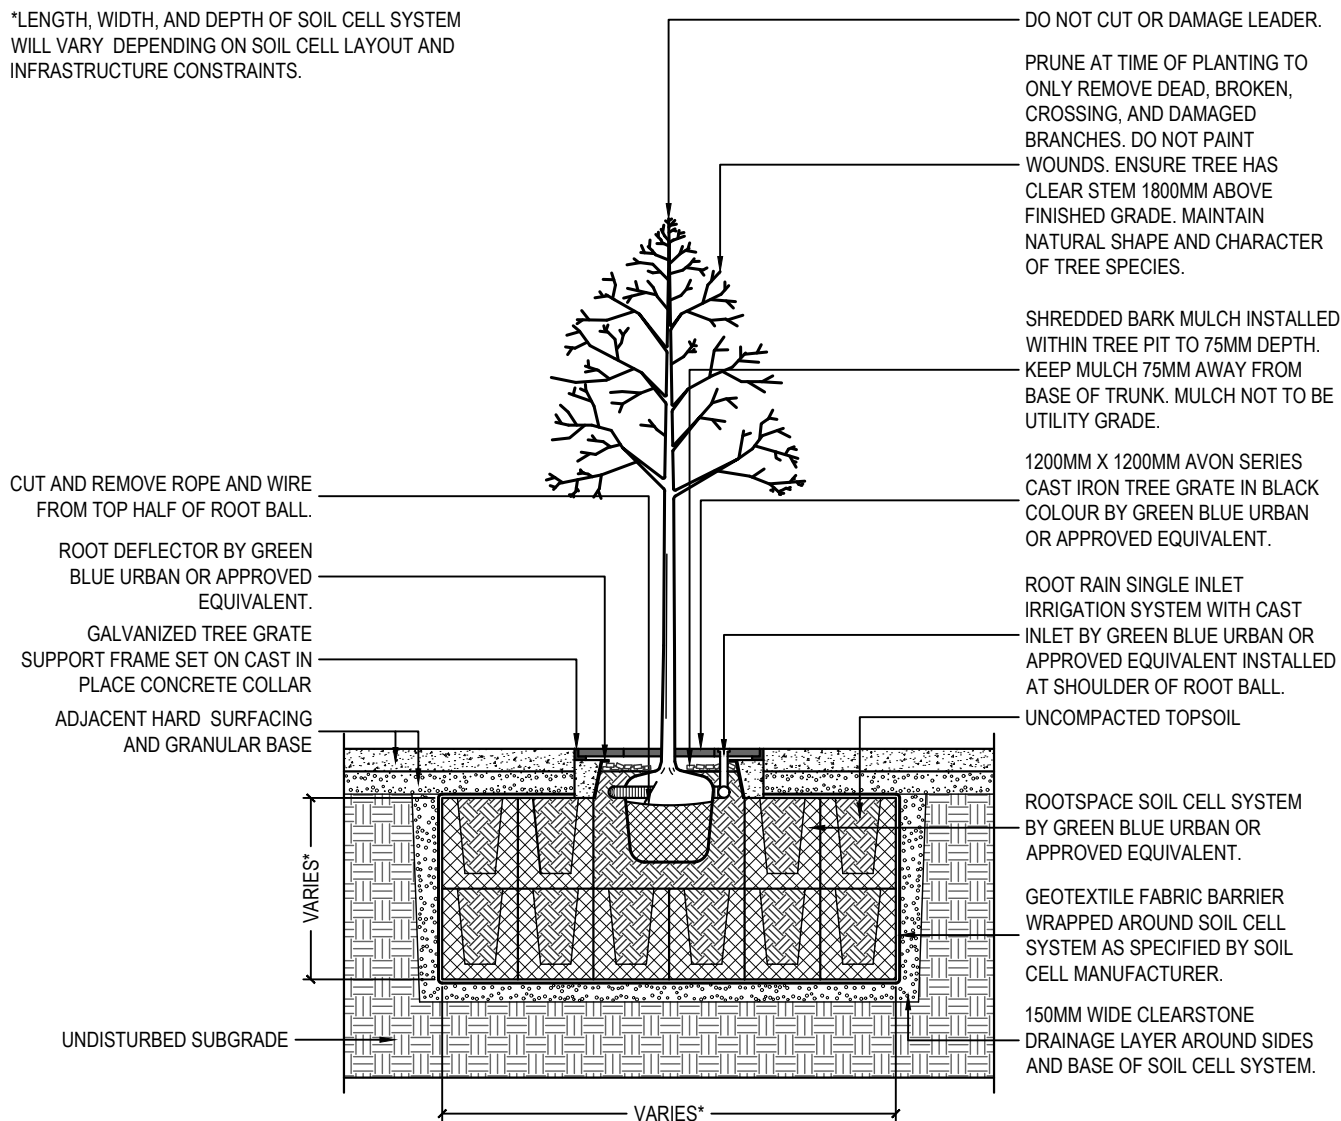 *LENGTH, WIDTH, AND DEPTH OF SOIL CELL SYSTEM
WILL VARY DEPENDING ON SOIL CELL LAYOUT AND
INFRASTRUCTURE CONSTRAINTS.
CUT AND REMOVE ROPE AND WIRE
FROM TOP HALF OF ROOT BALL.
ROOT DEFLECTOR BY GREEN
BLUE URBAN OR APPROVED
EQUIVALENT.
GALVANIZED TREE GRATE
SUPPORT FRAME SET ON CAST IN
PLACE CONCRETE COLLAR
ADJACENT HARD SURFACING
AND GRANULAR BASE
VARIES*
UNDISTURBED SUBGRADE
VARIES*
DO NOT CUT OR DAMAGE LEADER.
PRUNE AT TIME OF PLANTING TO
ONLY REMOVE DEAD, BROKEN,
CROSSING, AND DAMAGED
BRANCHES. DO NOT PAINT
WOUNDS. ENSURE TREE HAS
CLEAR STEM 1800MM ABOVE
FINISHED GRADE. MAINTAIN
NATURAL SHAPE AND CHARACTER
OF TREE SPECIES.
SHREDDED BARK MULCH INSTALLED
WITHIN TREE PIT TO 75MM DEPTH.
KEEP MULCH 75MM AWAY FROM
BASE OF TRUNK. MULCH NOT TO BE
UTILITY GRADE.
1200MM X 1200MM AVON SERIES
CAST IRON TREE GRATE IN BLACK
COLOUR BY GREEN BLUE URBAN
OR APPROVED EQUIVALENT.
ROOT RAIN SINGLE INLET
IRRIGATION SYSTEM WITH CAST
INLET BY GREEN BLUE URBAN OR
APPROVED EQUIVALENT INSTALLED
AT SHOULDER OF ROOT BALL.
UNCOMPACTED TOPSOIL
ROOTSPACE SOIL CELL SYSTEM
BY GREEN BLUE URBAN OR
APPROVED EQUIVALENT.
GEOTEXTILE FABRIC BARRIER
WRAPPED AROUND SOIL CELL
SYSTEM AS SPECIFIED BY SOIL
CELL MANUFACTURER.
150MM WIDE CLEARSTONE
DRAINAGE LAYER AROUND SIDES
AND BASE OF SOIL CELL SYSTEM.